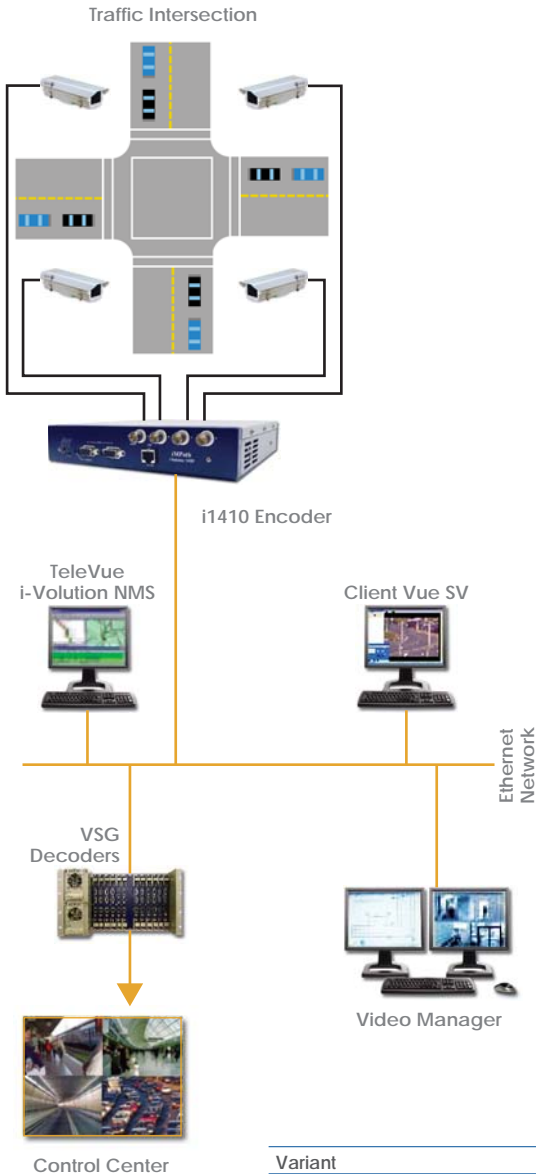 Traffic Intersection
i1410 Encoder
TeleVue
i-Volution NMS
Client Vue SV
Ethernet
Network
VSG
Decoders
Video Manager
Control Center
Variant